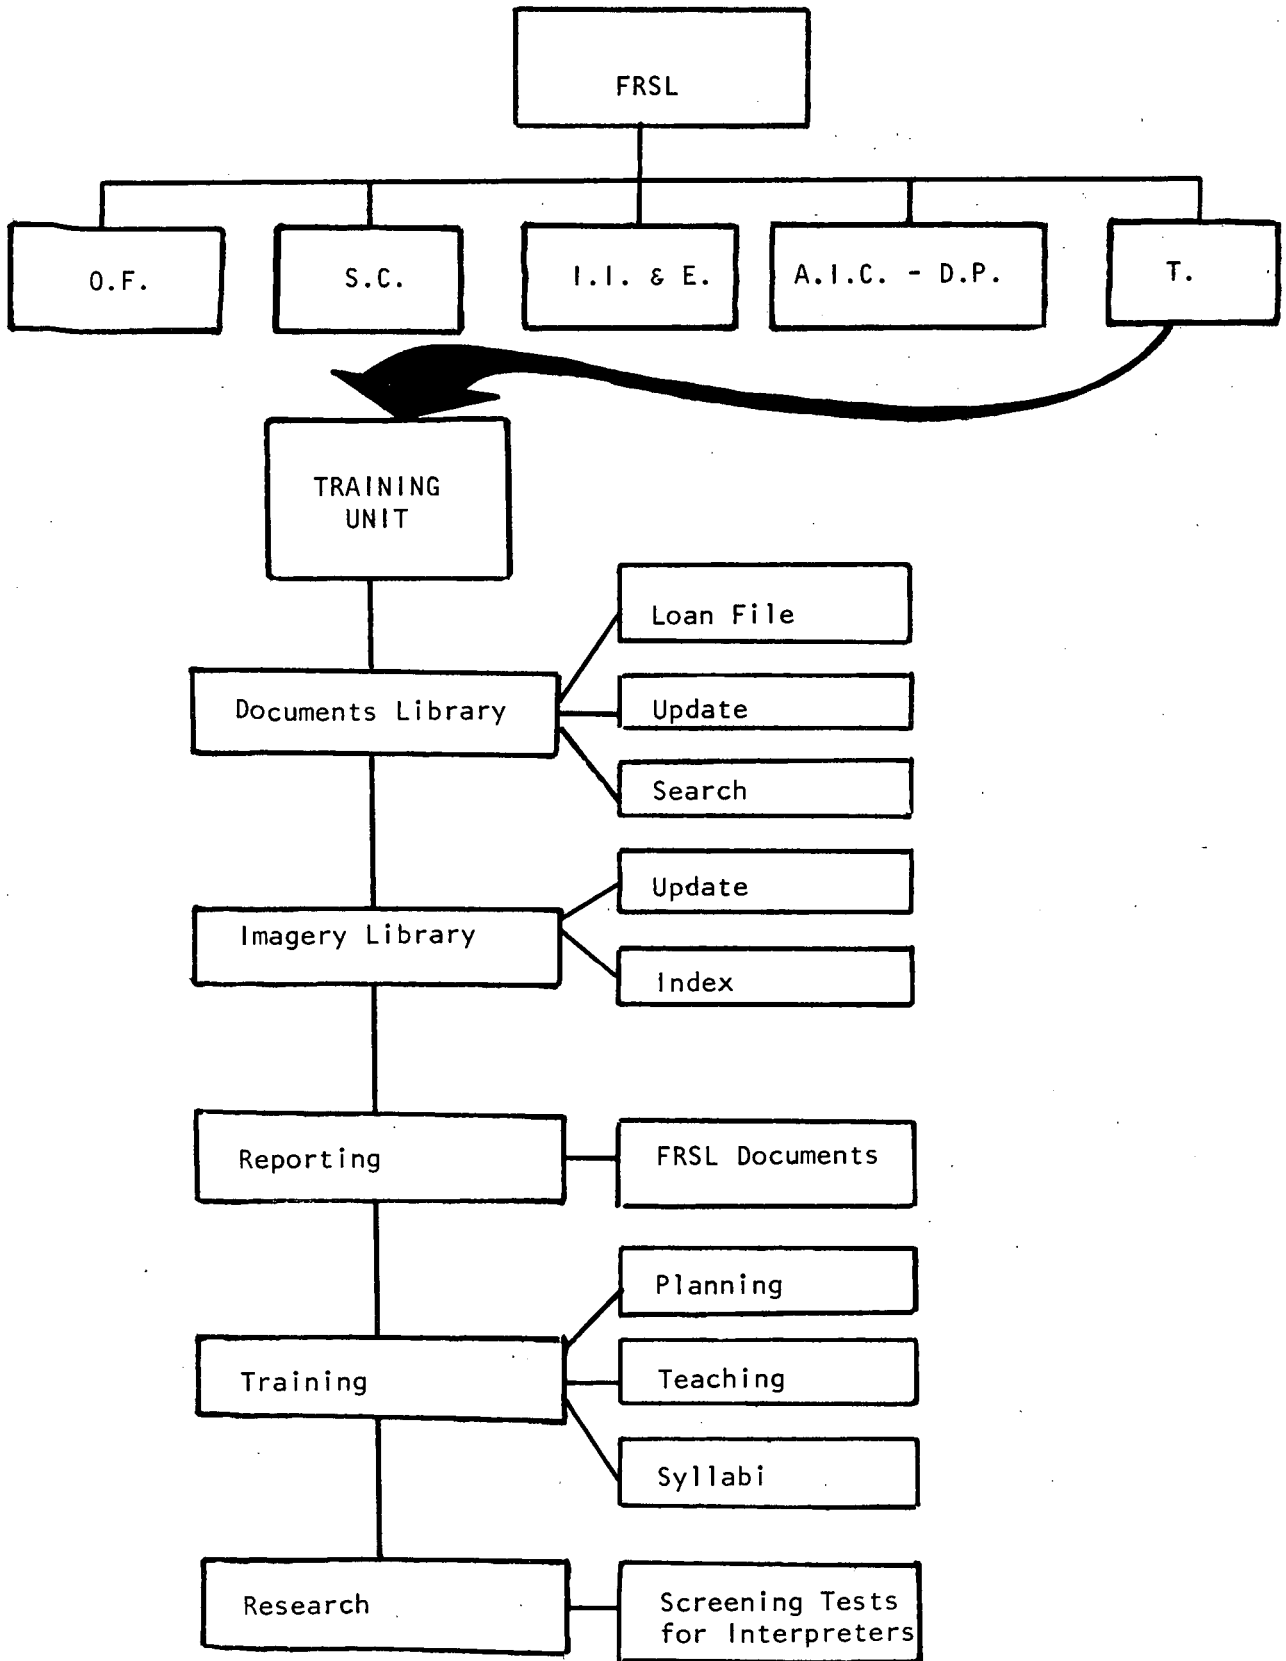 FRSL
O.F.
S.C.
I.I. & E.
A.I.C. - D.P.
T.
TRAINING
UNIT
Loan File
Documents Library
Update
Search
Update
Imagery Library
Index
Reporting
FRSL Documents
Planning
Training
Teaching
Syllabi
Research
Screening Tests
for Interpreters